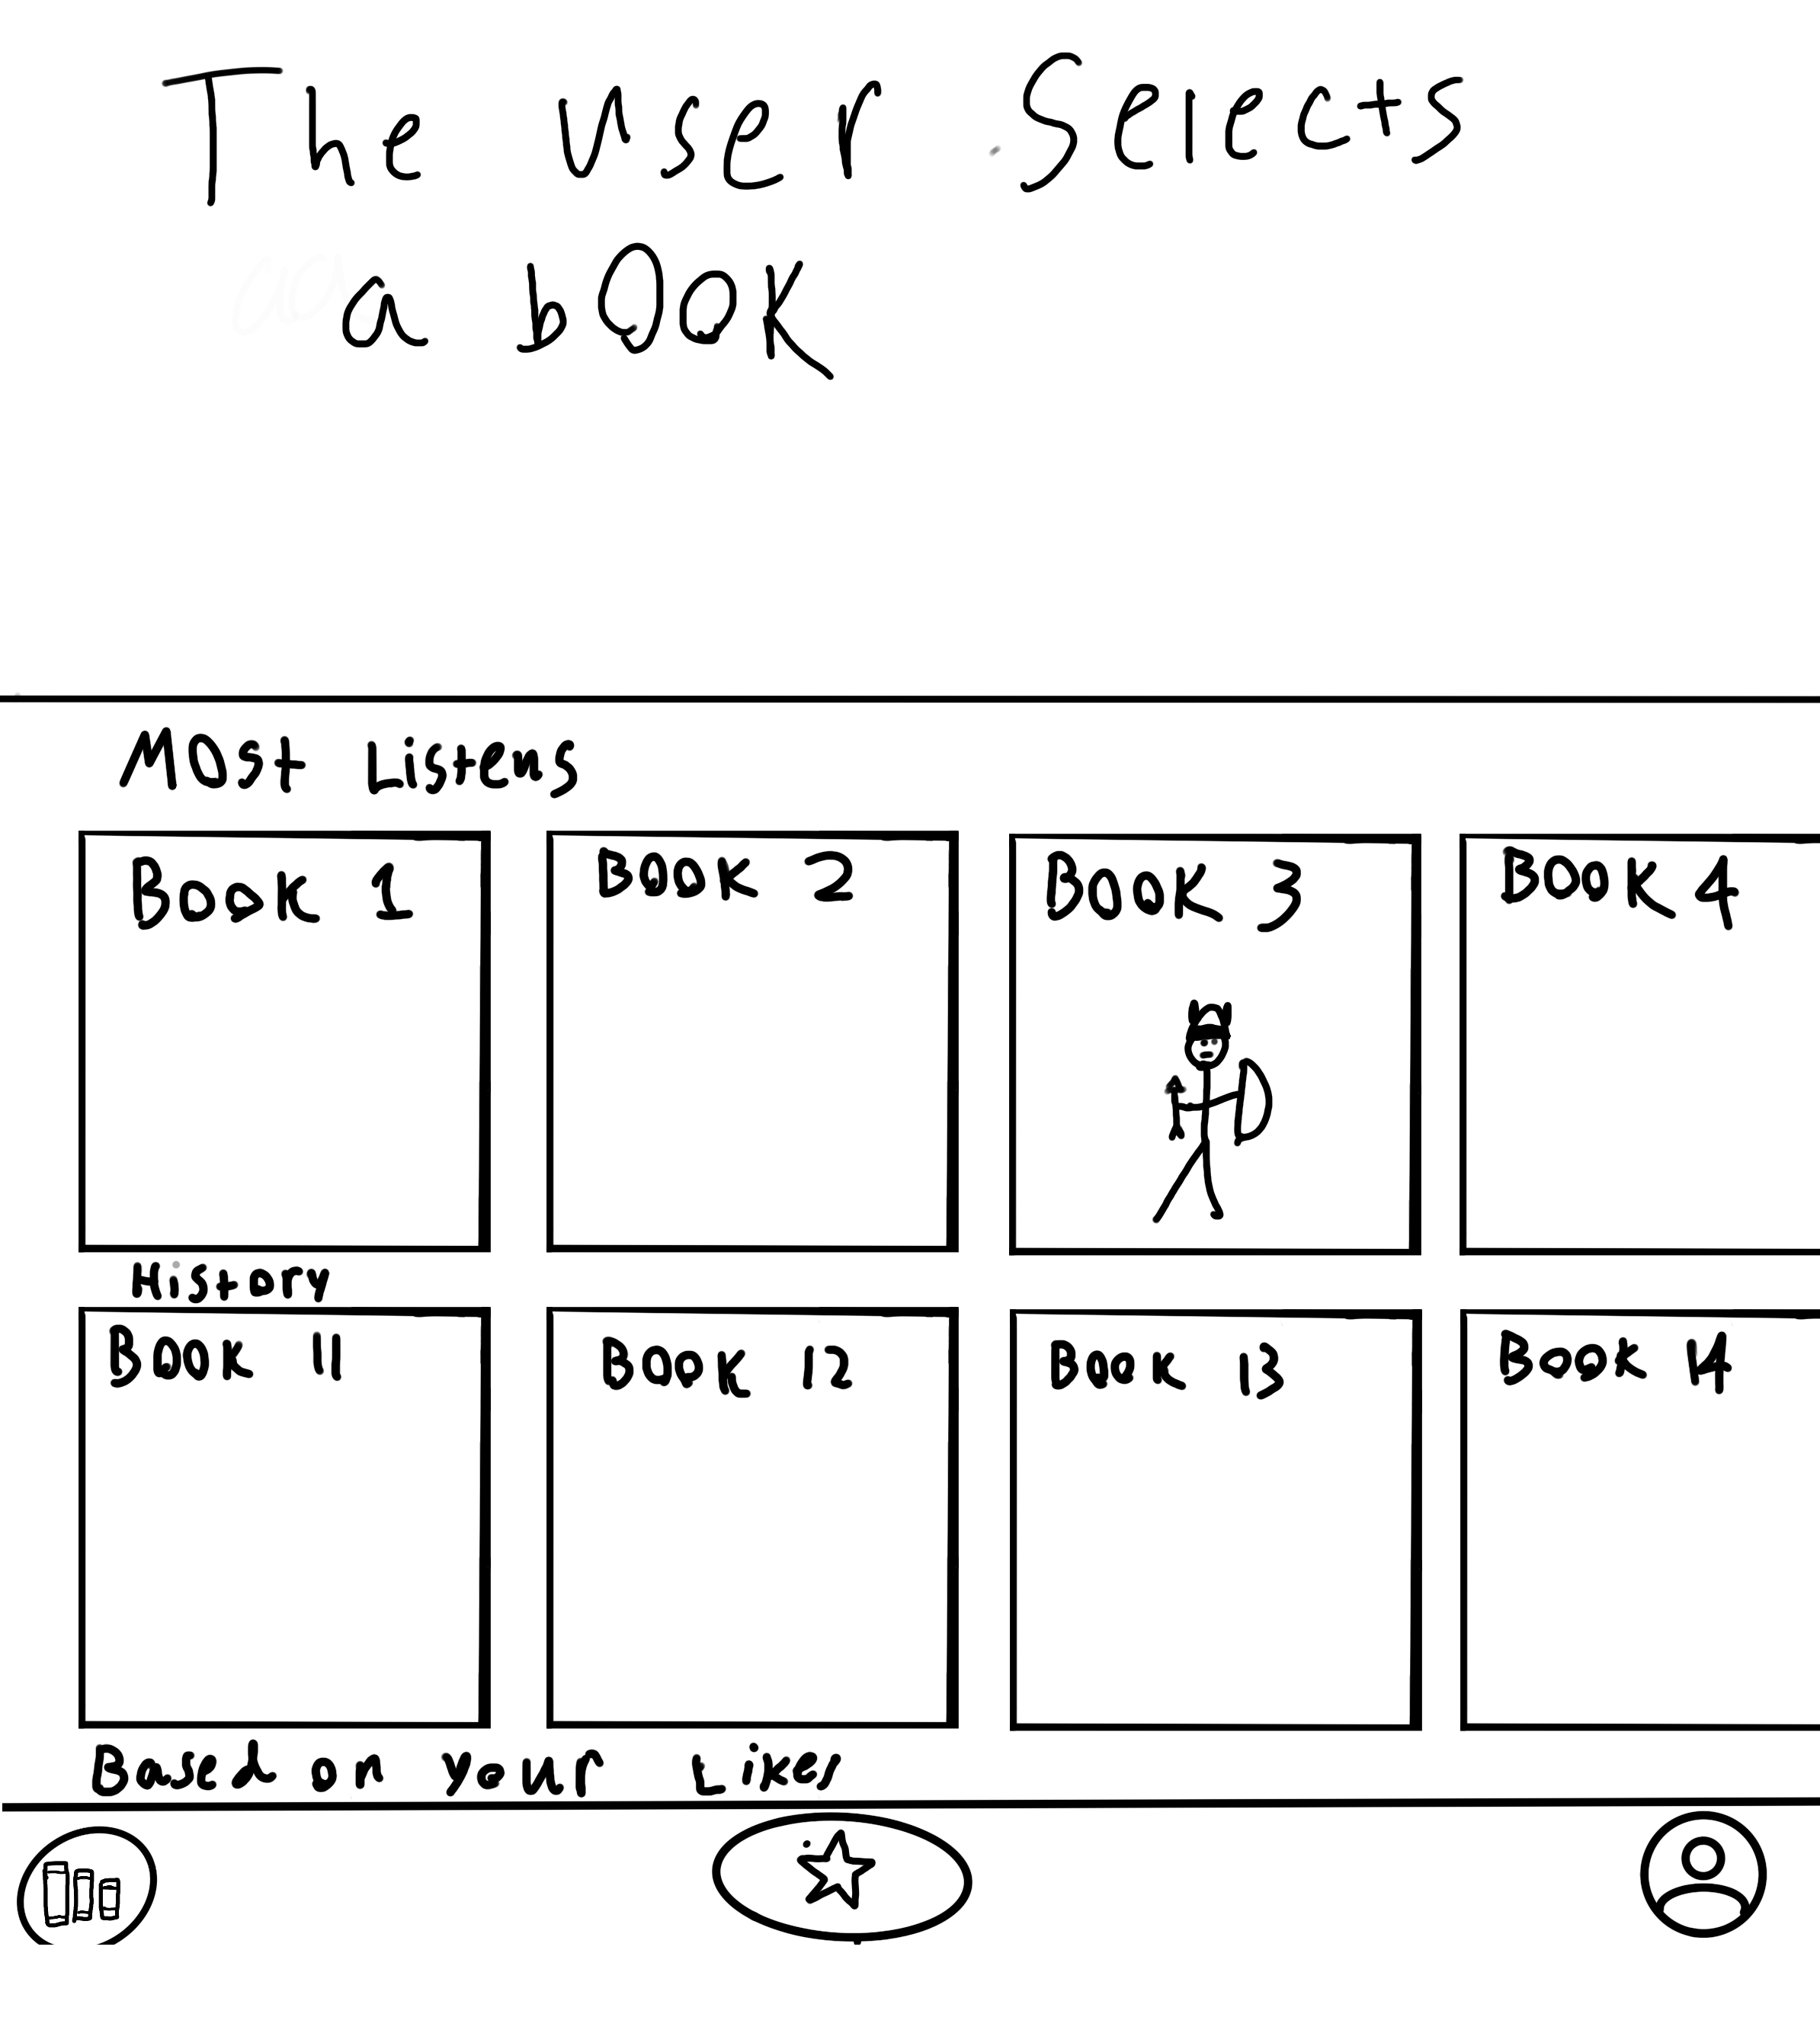 The user Selects
a book
Most Listens
Book 1 Book 2 Book 3 Book 4
History
Book 11 Book 12 Book 13 Book 14
Based on your Likes